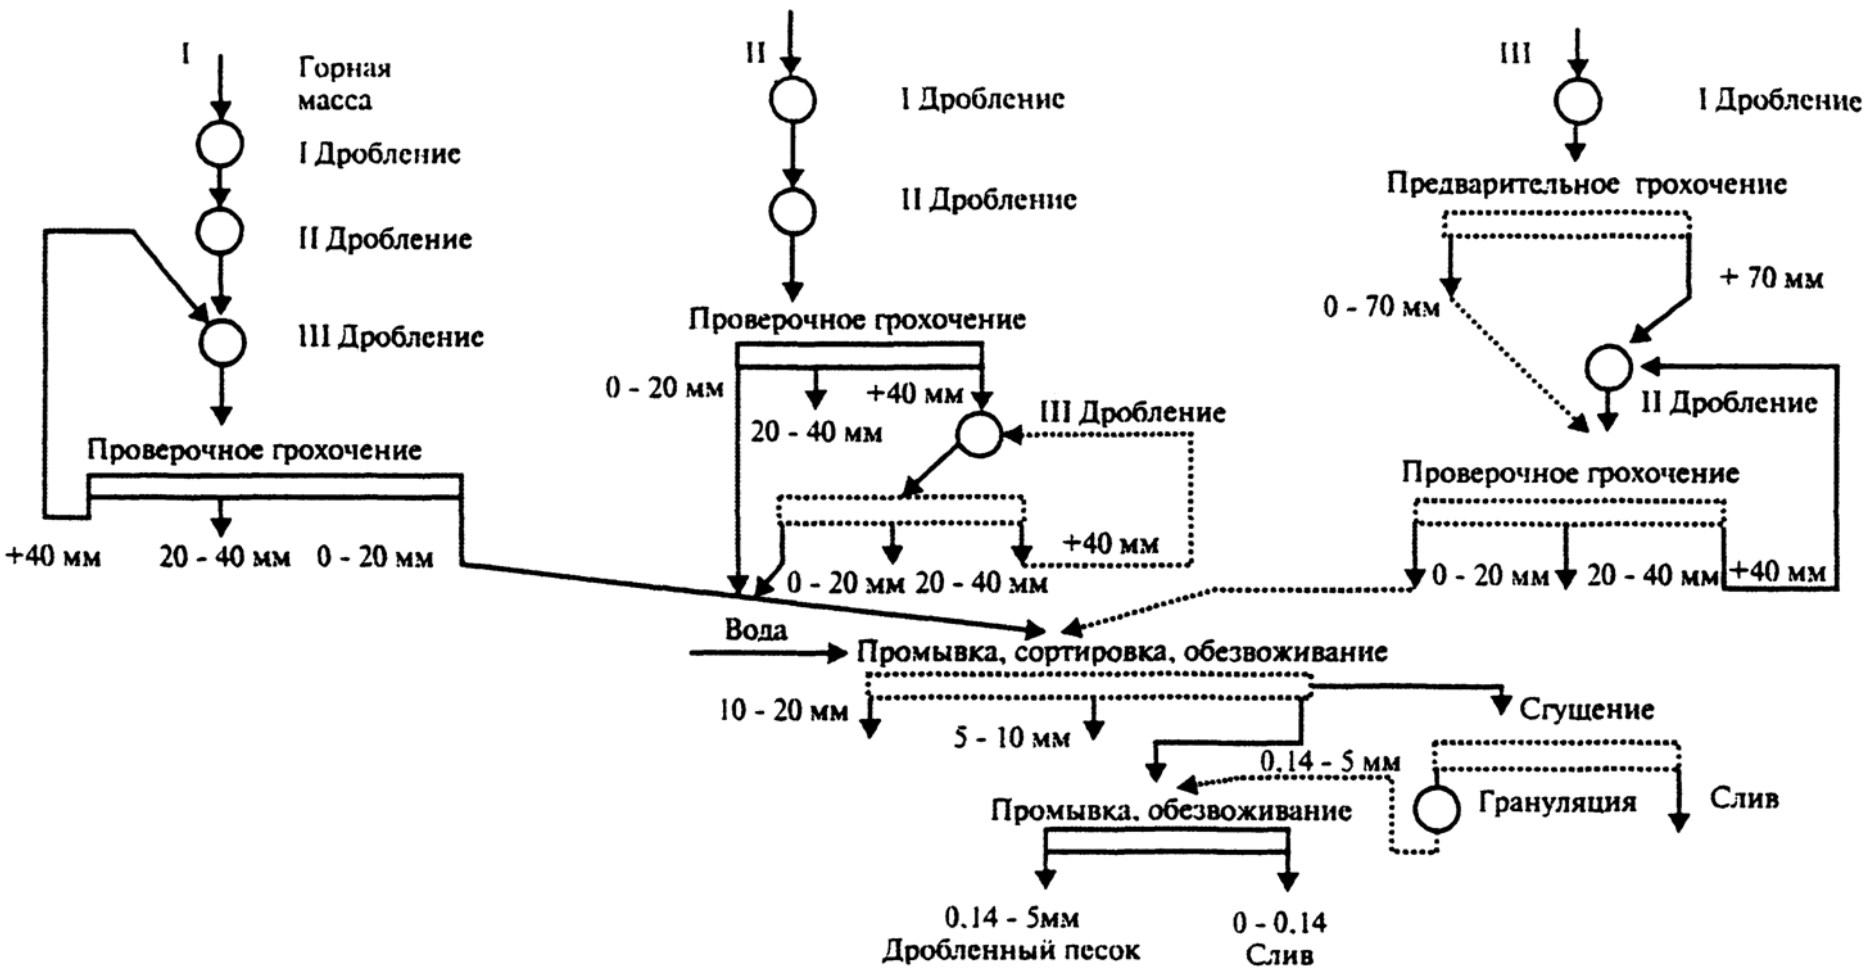 I
Горная
масса
I Дробление
II Дробление
III Дробление
Проверочное грохочение
+40 мм
20 - 40 мм
0 - 20 мм
II
I Дробление
II Дробление
Проверочное грохочение
0 - 20 мм
20 - 40 мм
+40 мм
III Дробление
0 - 20 мм
20 - 40 мм
+40 мм
III
I Дробление
Предварительное грохочение
0 - 70 мм
+ 70 мм
II Дробление
Проверочное грохочение
0 - 20 мм
20 - 40 мм
+40 мм
Вода
Промывка, сортировка, обезвоживание
10 - 20 мм
5 - 10 мм
0.14 - 5 мм
Сгущение
Грануляция
Слив
Промывка, обезвоживание
0.14 - 5мм
Дробленный песок
0 - 0.14
Слив